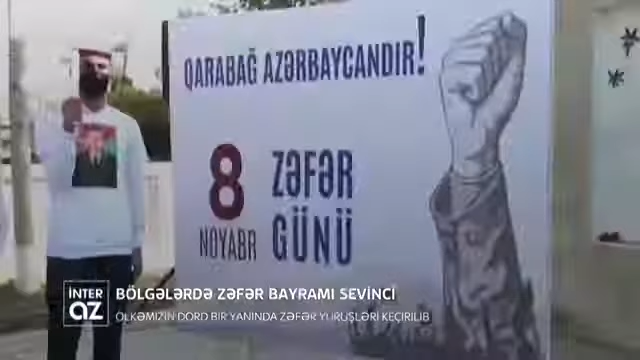 QARABAĞ AZƏRBAYCANDIR!
8
NOYABR
ZƏFƏR
GÜNÜ
İNTER
az
BÖLGƏLƏRDƏ ZƏFƏR BAYRAMI SEVİNCİ
ÖLKƏMİZİN DÖRD BİR YANINDA ZƏFƏR YÜRÜŞLƏRİ KEÇİRİLİB